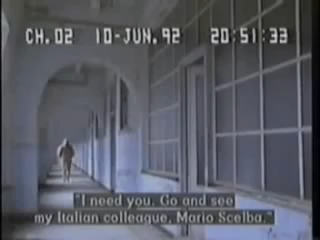 CH.02 10-JUN.92 20:51:33
"I need you. Go and see
my Italian colleague, Mario Scelba."